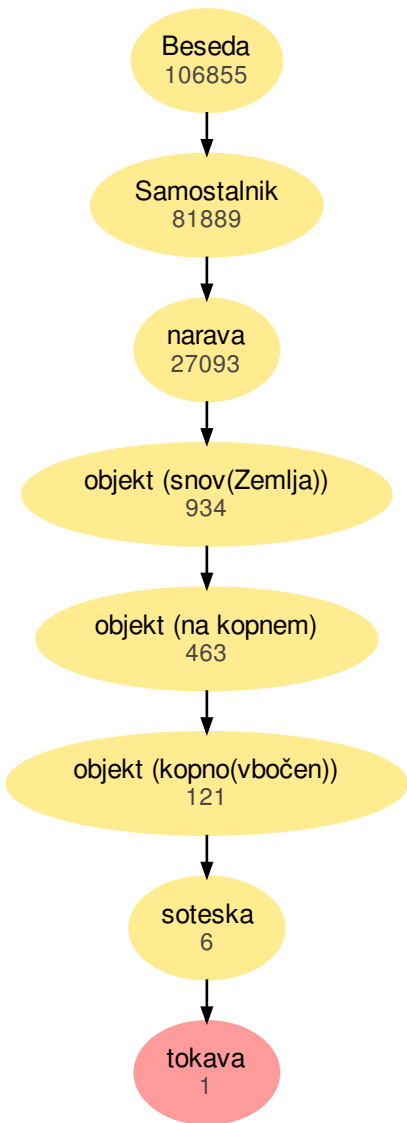 Beseda
106855
Samostalnik
81889
narava
27093
objekt (snov(Zemlja))
934
objekt (na kopnem)
463
objekt (kopno(vbočen))
121
soteska
6
tokava
1